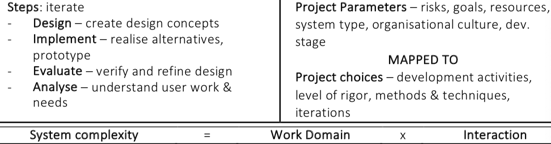 Steps: iterate
- Design – create design concepts
- Implement – realise alternatives,
prototype
- Evaluate – verify and refine design
- Analyse – understand user work &
needs
Project Parameters – risks, goals, resources,
system type, organisational culture, dev.
stage
MAPPED TO
Project choices – development activities,
level of rigor, methods & techniques,
iterations
System complexity = Work Domain x Interaction